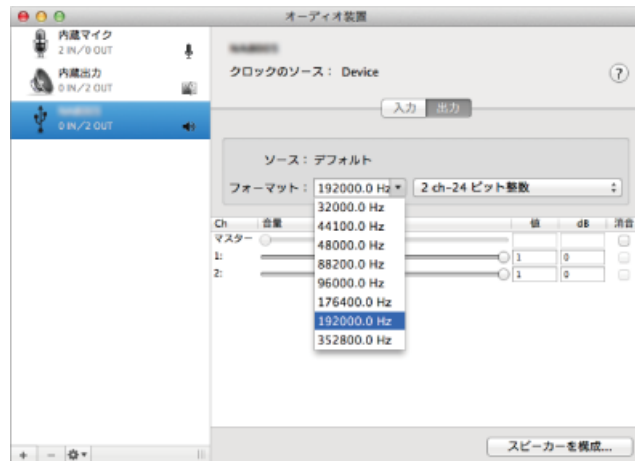 オーディオ装置
内蔵マイク
2 IN/0 OUT
内蔵出力
0 IN/2 OUT
0 IN/2 OUT
クロックのソース： Device
?
入力 出力
ソース： デフォルト
フォーマット： 192000.0 Hz 2 ch-24 ビット整数
32000.0 Hz
44100.0 Hz
48000.0 Hz
88200.0 Hz
96000.0 Hz
176400.0 Hz
192000.0 Hz
352800.0 Hz
Ch 音量 値 dB 消音
マスター
1: 1 0
2: 1 0
スピーカーを構成...